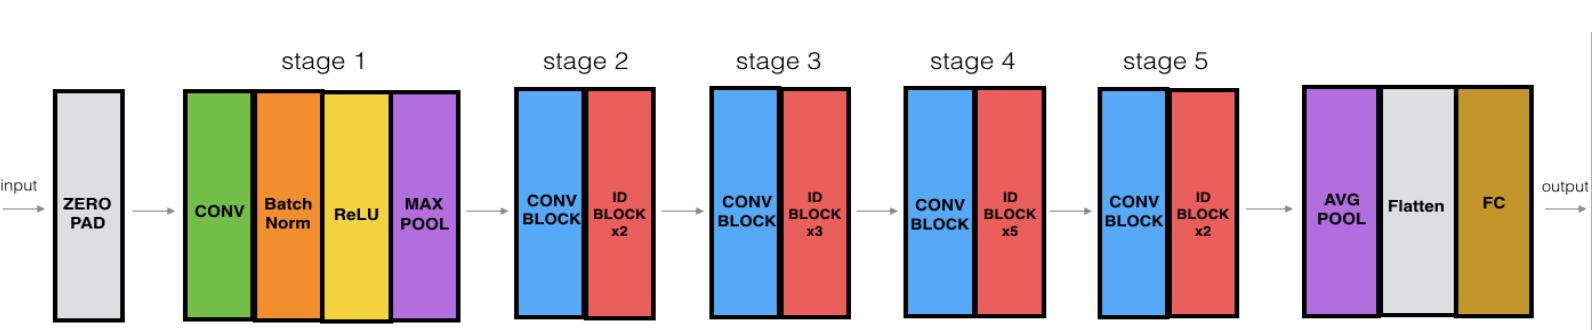 stage 1
stage 2
stage 3
stage 4
stage 5
input
ZERO
PAD
CONV
Batch
Norm
ReLU
MAX
POOL
CONV
BLOCK
ID
BLOCK
x2
CONV
BLOCK
ID
BLOCK
x3
CONV
BLOCK
ID
BLOCK
x5
CONV
BLOCK
ID
BLOCK
x2
AVG
POOL
Flatten
FC
output